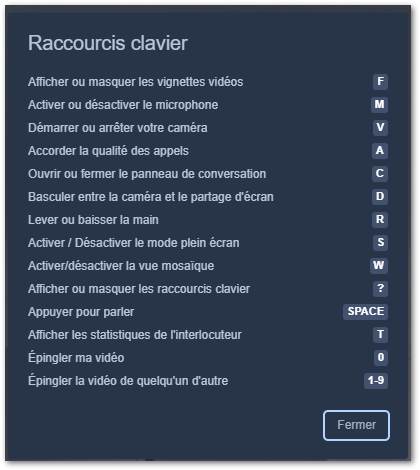 Raccourcis clavier
Afficher ou masquer les vignettes vidéos F
Activer ou désactiver le microphone M
Démarrer ou arrêter votre caméra V
Accorder la qualité des appels A
Ouvrir ou fermer le panneau de conversation C
Basculer entre la caméra et le partage d'écran D
Lever ou baisser la main R
Activer / Désactiver le mode plein écran S
Activer/désactiver la vue mosaïque W
Afficher ou masquer les raccourcis clavier ?
Appuyer pour parler SPACE
Afficher les statistiques de l'interlocuteur T
Épingler ma vidéo 0
Épingler la vidéo de quelqu'un d'autre 1-9
Fermer